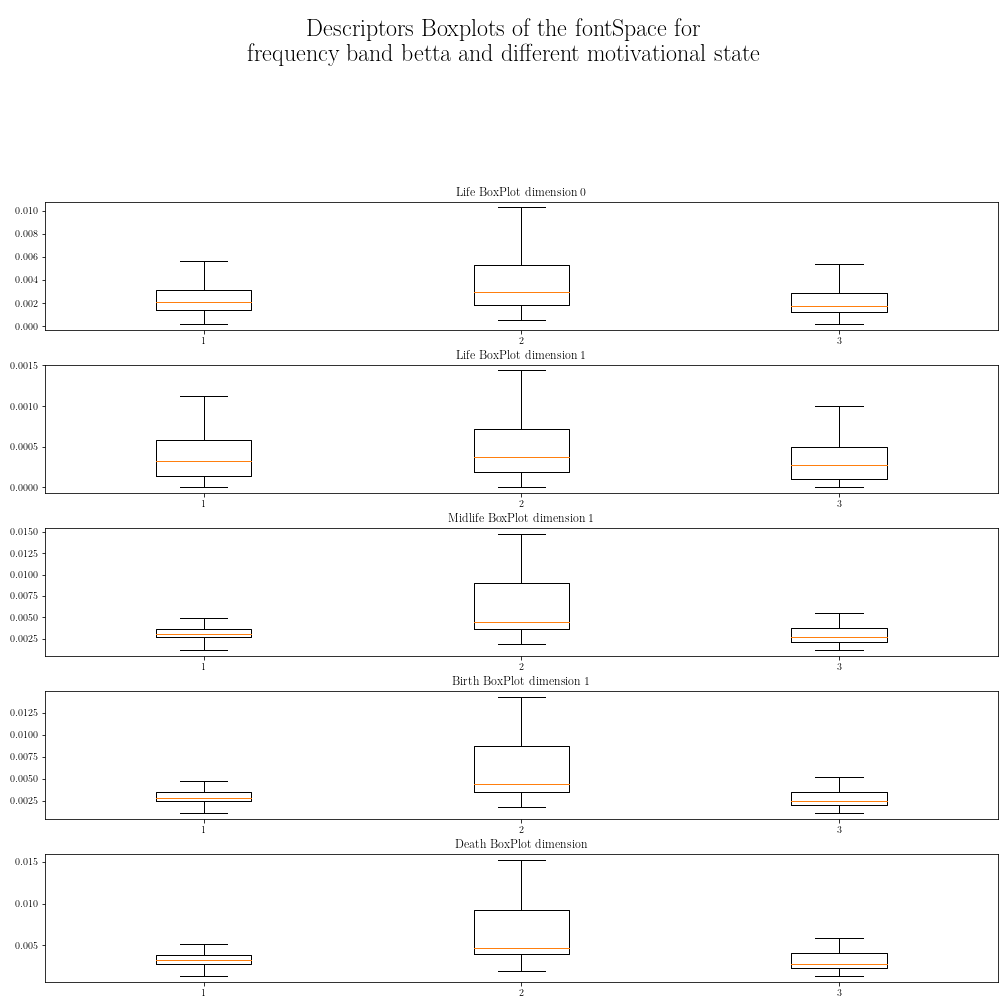 Descriptors Boxplots of the fontSpace for
frequency band betta and different motivational state
Life BoxPlot dimension 0
0.010
0.008
0.006
0.004
0.002
0.000
1 2 3
Life BoxPlot dimension 1
0.0015
0.0010
0.0005
0.0000
1 2 3
Midlife BoxPlot dimension 1
0.0150
0.0125
0.0100
0.0075
0.0050
0.0025
1 2 3
Birth BoxPlot dimension 1
0.0125
0.0100
0.0075
0.0050
0.0025
1 2 3
Death BoxPlot dimension
0.015
0.010
0.005
1 2 3